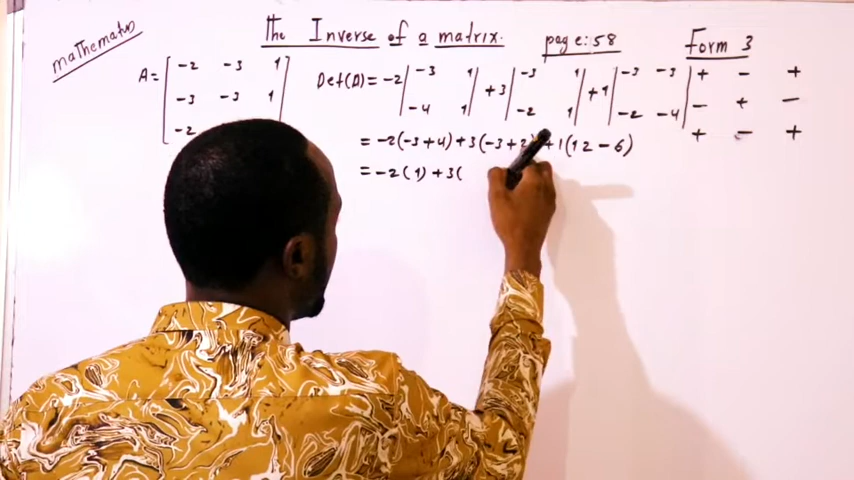 mathematics
The Inverse of a matrix. page: 58 Form 3
A = [ -2 -3 1
-3 -3 1
-2
Det(A) = -2 | -3 1 | + 3 | -3 1 | + 1 | -3 -3 |
-4 1 -2 1 -2 -4
= -2(-3+4) + 3(-3+2) + 1(12-6)
= -2(1) + 3(
+ - +
- + -
+ - +